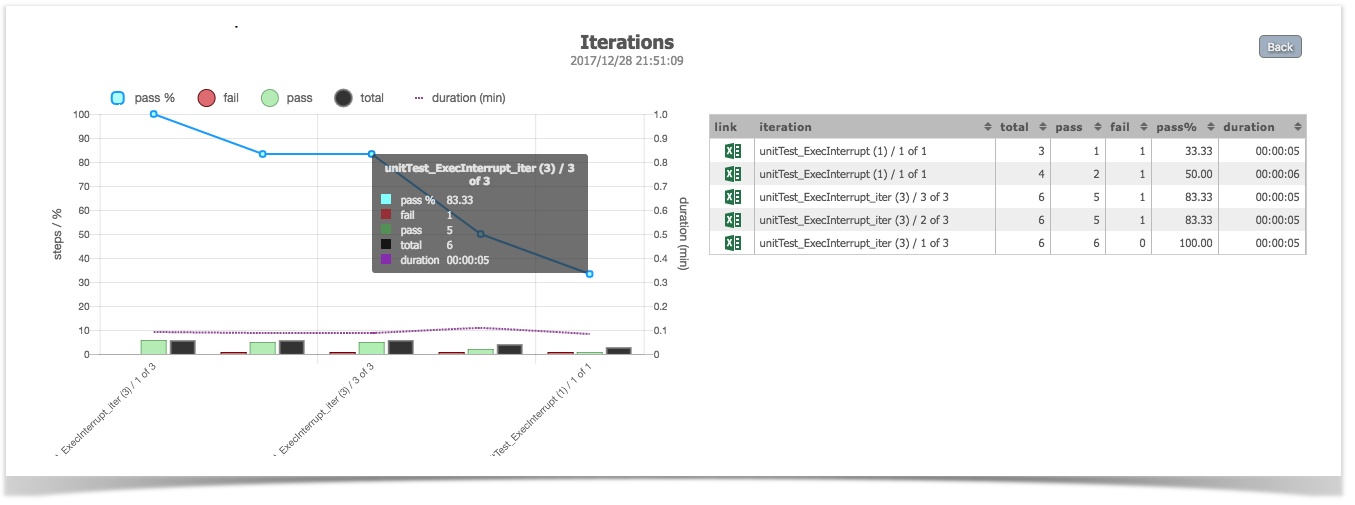 Iterations
2017/12/28 21:51:09
Back
pass % fail pass total duration (min)
100
90
80
70
60
50
40
30
20
10
0
steps / %
1.0
0.9
0.8
0.7
0.6
0.5
0.4
0.3
0.2
0.1
0
duration (min)
unitTest_ExecInterrupt_iter (3) / 3
of 3
pass % 83.33
fail 1
pass 5
total 6
duration 00:00:05
_ExecInterrupt_iter (3) / 1 of 3
_ExecInterrupt_iter (3) / 3 of 3
itTest_ExecInterrupt (1) / 1 of 1
link iteration total pass fail pass% duration
unitTest_ExecInterrupt (1) / 1 of 1 3 1 1 33.33 00:00:05
unitTest_ExecInterrupt (1) / 1 of 1 4 2 1 50.00 00:00:06
unitTest_ExecInterrupt_iter (3) / 3 of 3 6 5 1 83.33 00:00:05
unitTest_ExecInterrupt_iter (3) / 2 of 3 6 5 1 83.33 00:00:05
unitTest_ExecInterrupt_iter (3) / 1 of 3 6 6 0 100.00 00:00:05